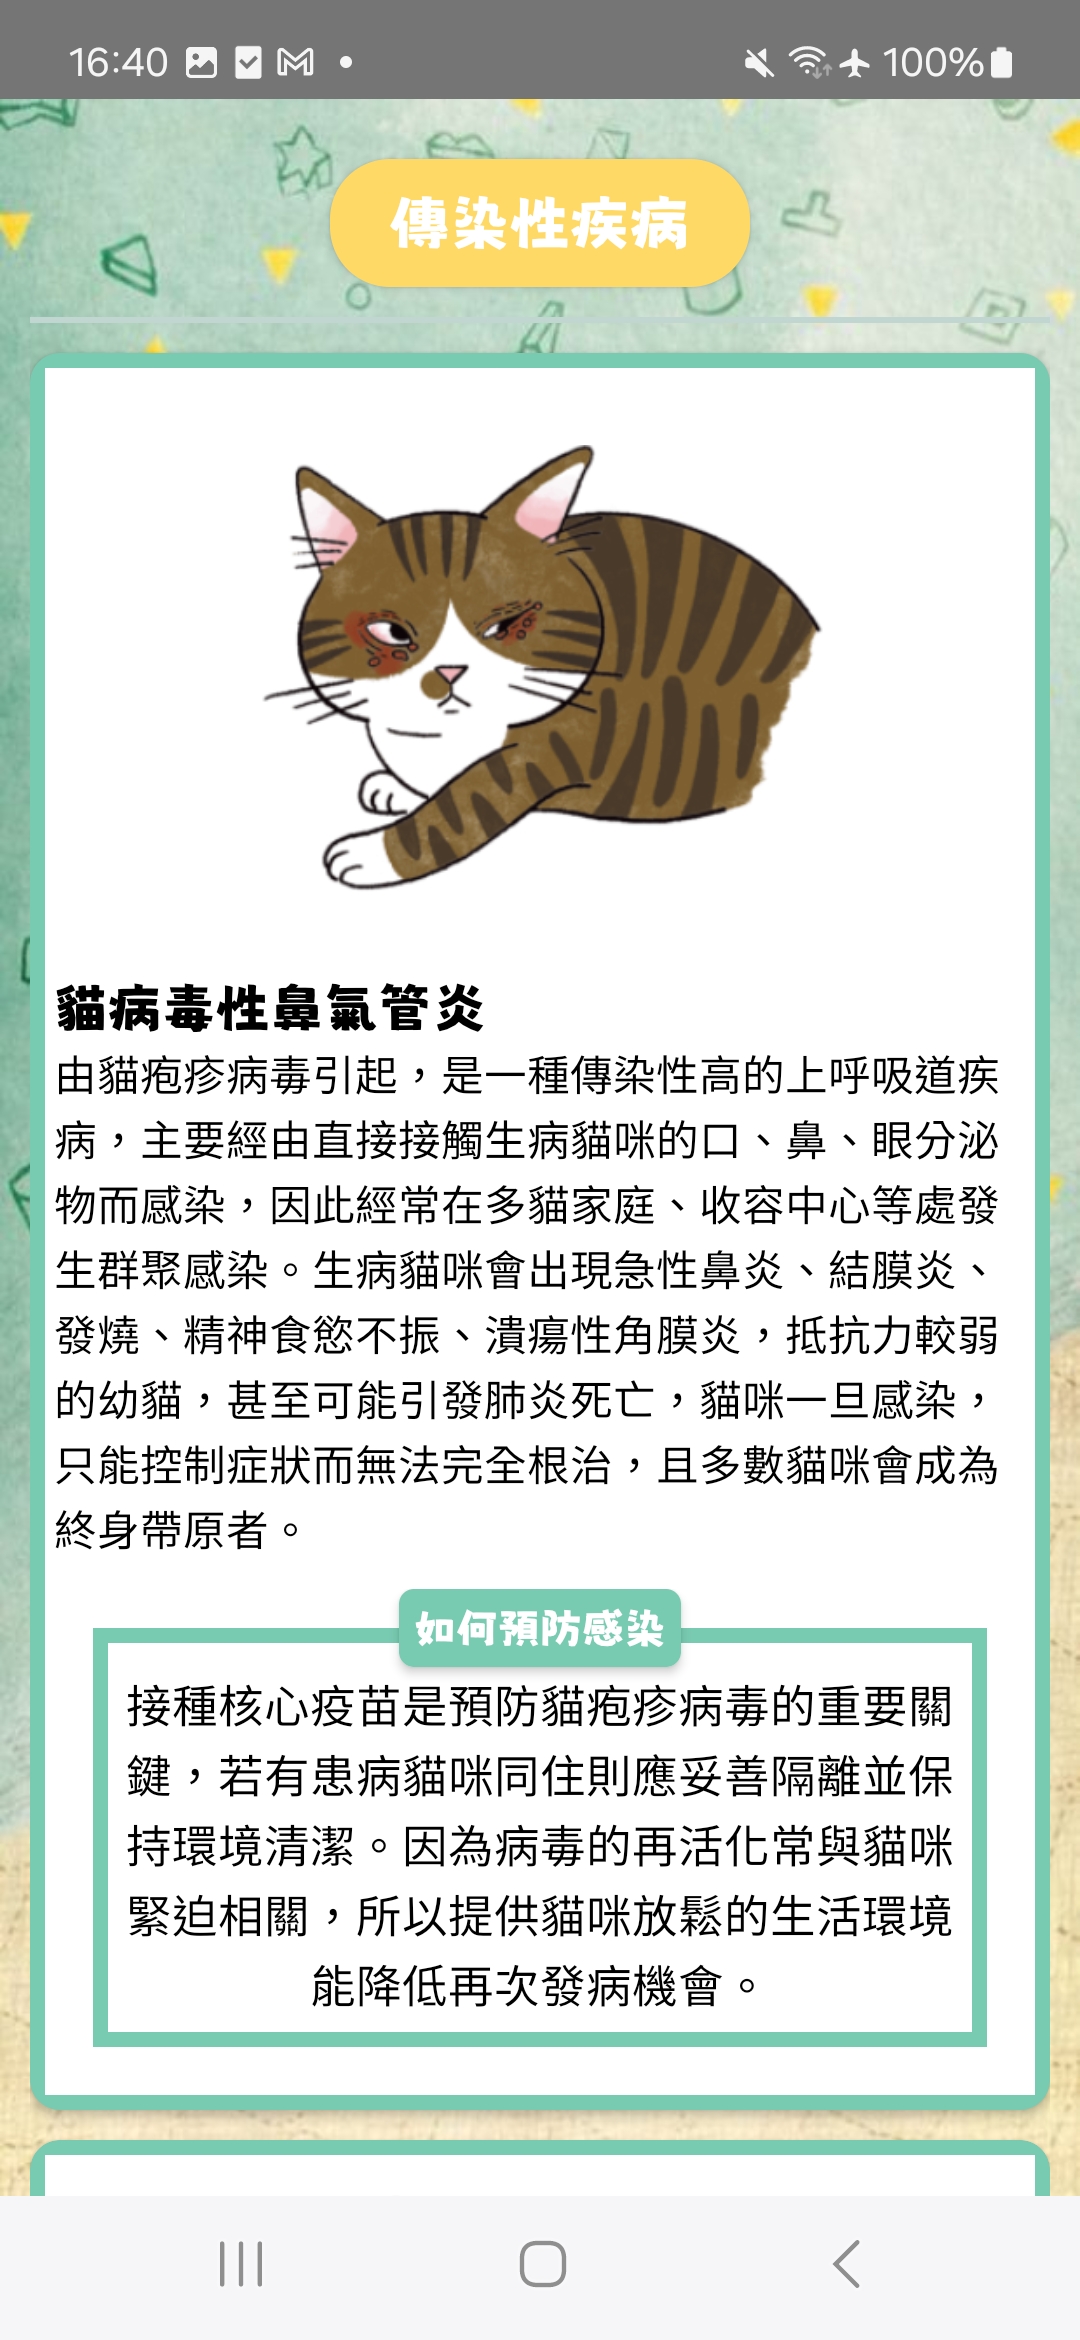 16:40
100%
傳染性疾病
貓病毒性鼻氣管炎
由貓疱疹病毒引起，是一種傳染性高的上呼吸道疾
病，主要經由直接接觸生病貓咪的口、鼻、眼分泌
物而感染，因此經常在多貓家庭、收容中心等處發
生群聚感染。生病貓咪會出現急性鼻炎、結膜炎、
發燒、精神食慾不振、潰瘍性角膜炎，抵抗力較弱
的幼貓，甚至可能引發肺炎死亡，貓咪一旦感染，
只能控制症狀而無法完全根治，且多數貓咪會成為
終身帶原者。
如何預防感染
接種核心疫苗是預防貓疱疹病毒的重要關
鍵，若有患病貓咪同住則應妥善隔離並保
持環境清潔。因為病毒的再活化常與貓咪
緊迫相關，所以提供貓咪放鬆的生活環境
能降低再次發病機會。